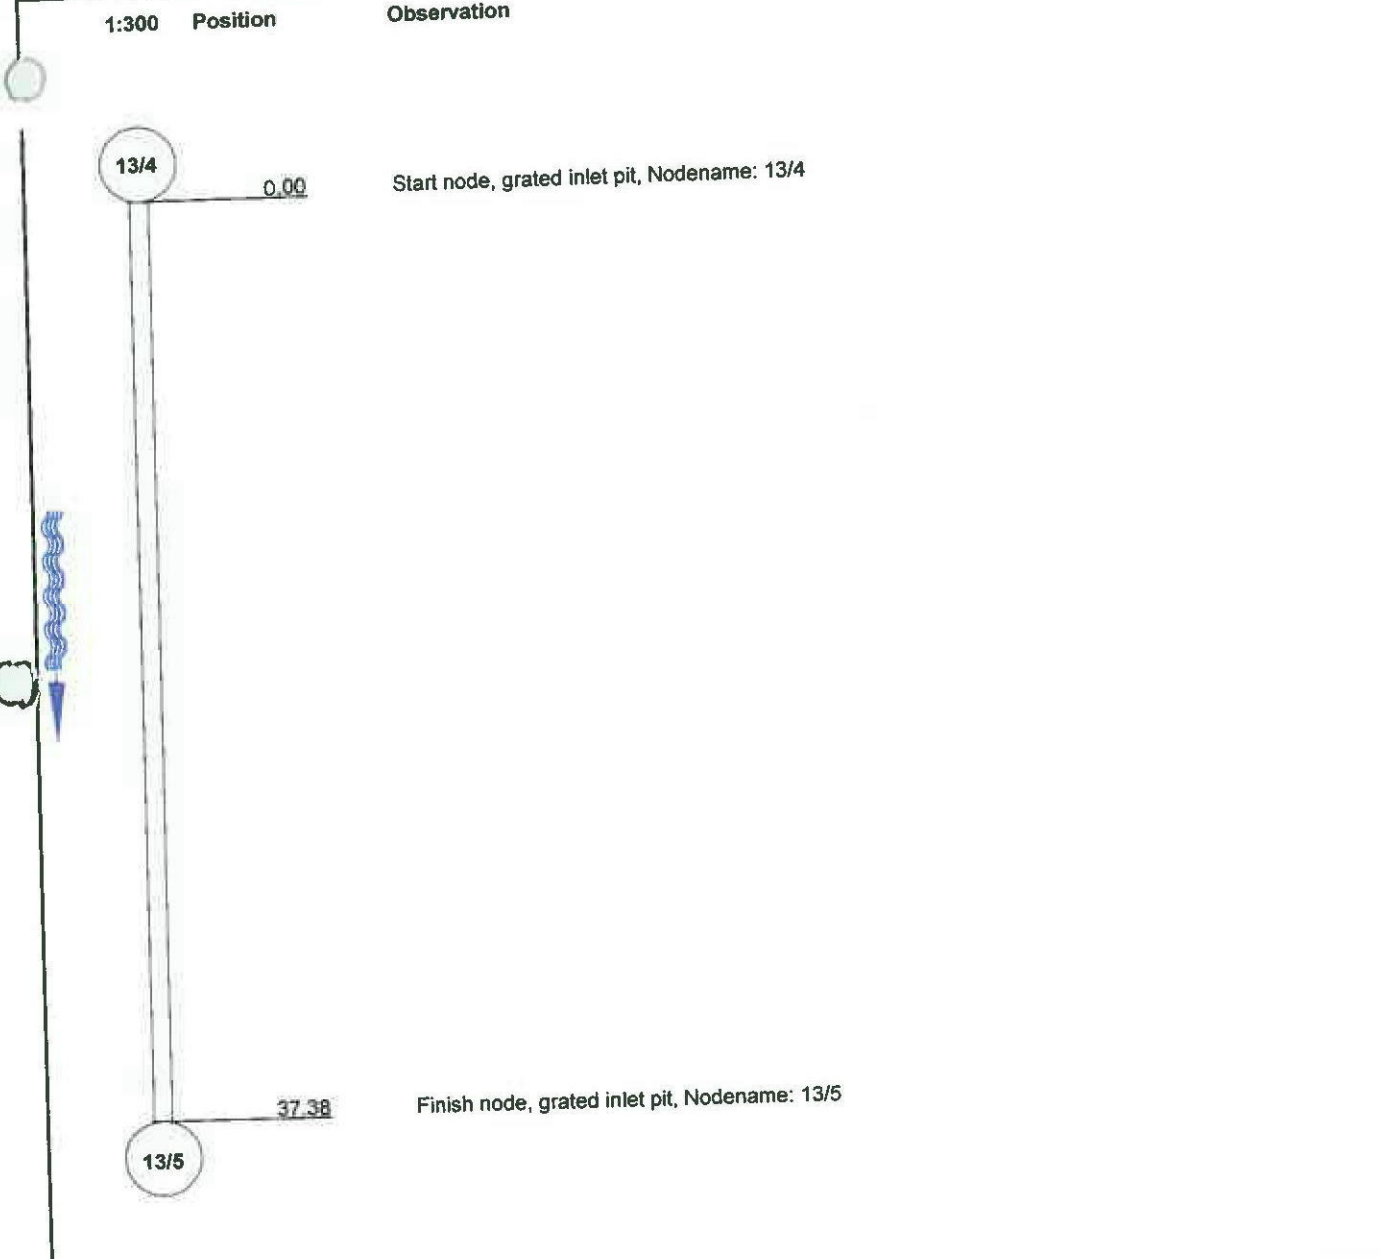 1:300 Position Observation
13/4
0.00 Start node, grated inlet pit, Nodename: 13/4
37.38 Finish node, grated inlet pit, Nodename: 13/5
13/5